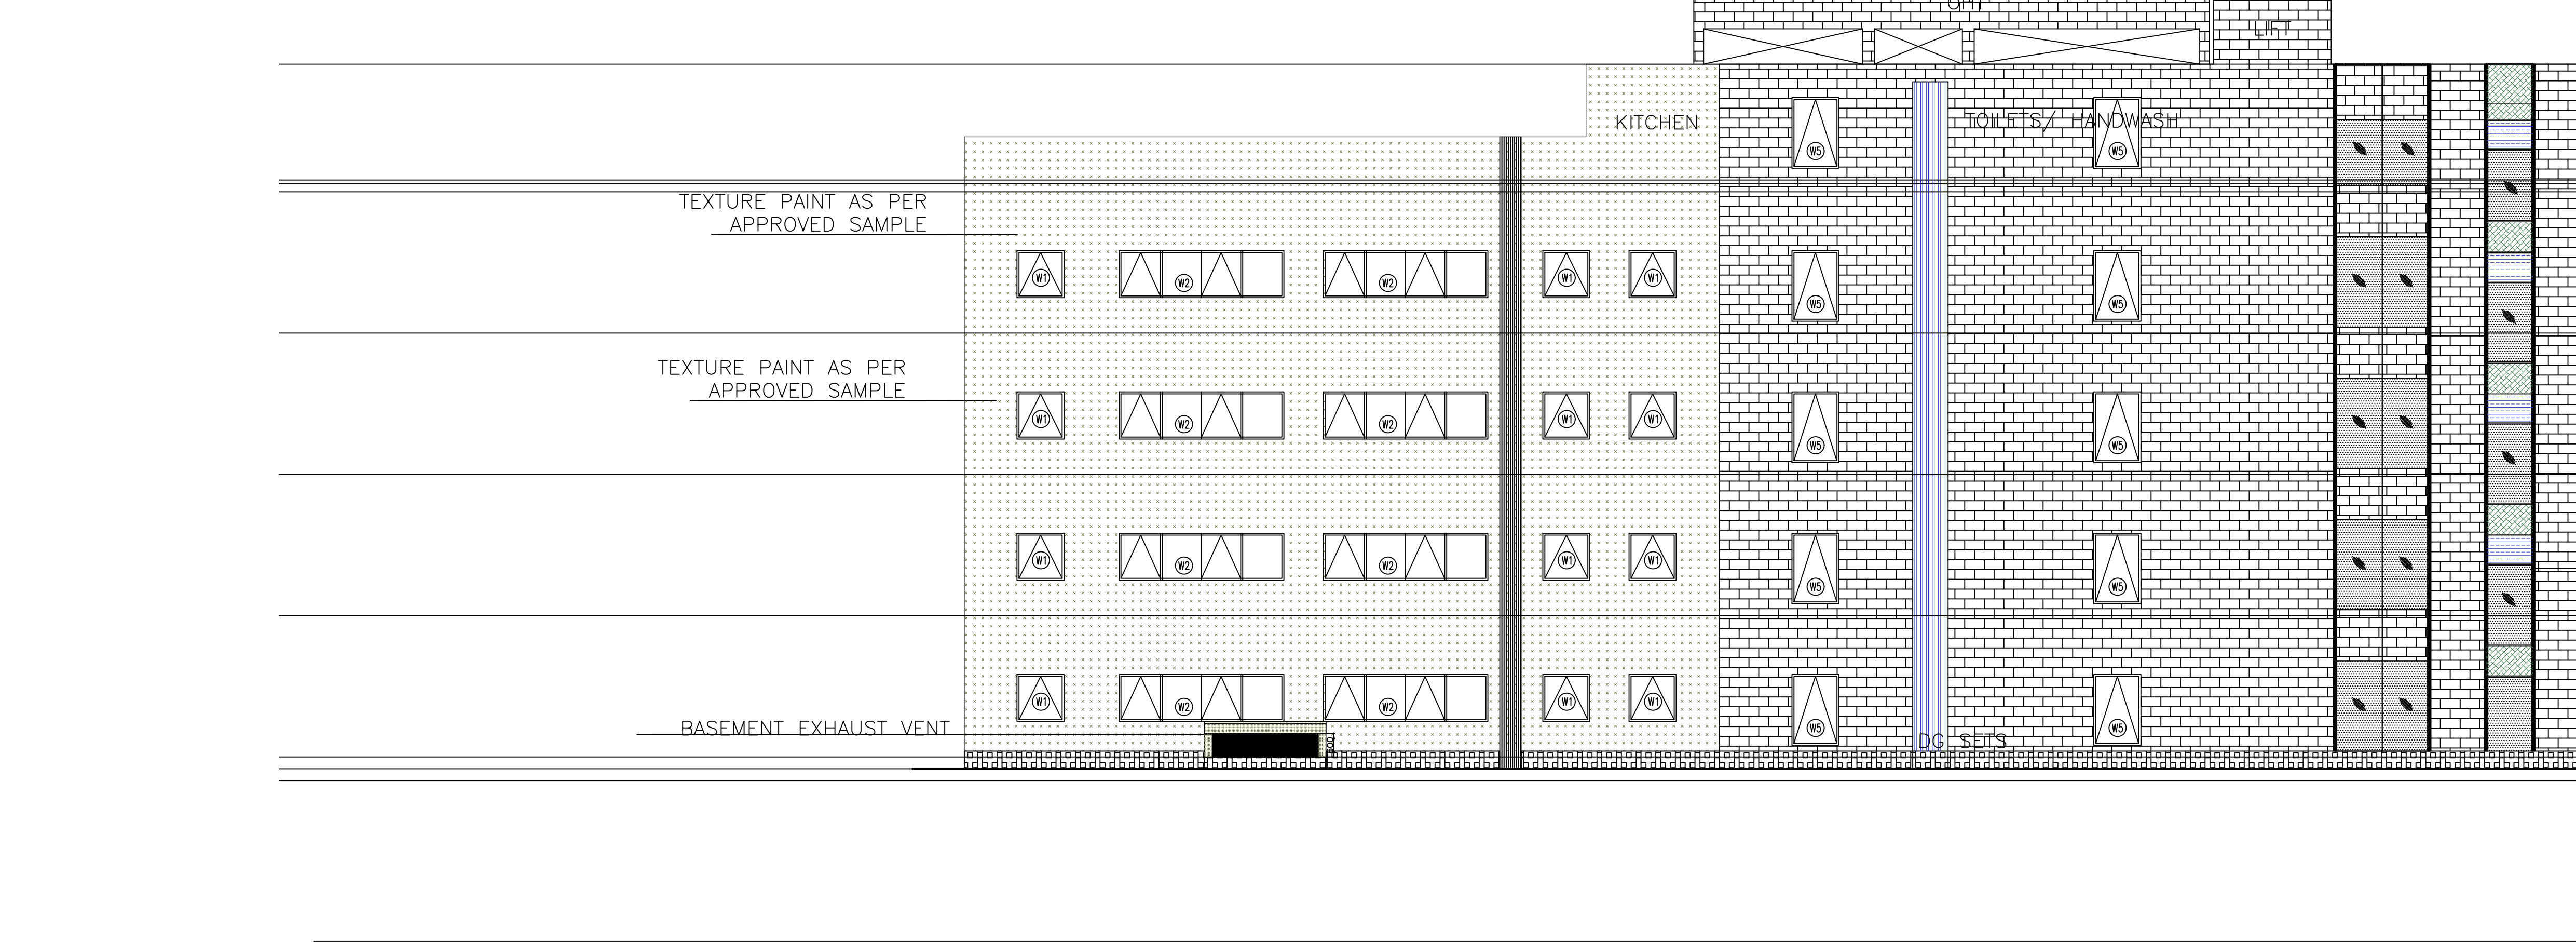 LIFT
KITCHEN
TOILETS/ HANDWASH
W5 W5
TEXTURE PAINT AS PER
APPROVED SAMPLE
W1 W2 W2 W1 W1 W5 W5
TEXTURE PAINT AS PER
APPROVED SAMPLE
W1 W2 W2 W1 W1 W5 W5
W1 W2 W2 W1 W1 W5 W5
W1 W2 W2 W1 W1 W5 W5
BASEMENT EXHAUST VENT
DG SETS